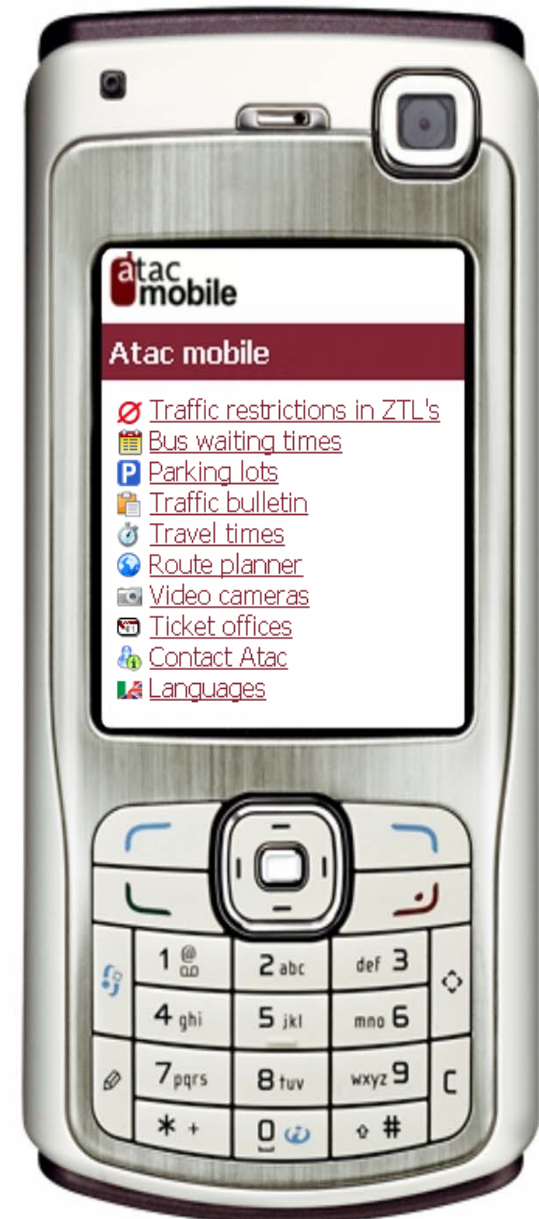 atac
mobile
Atac mobile
Traffic restrictions in ZTL's
Bus waiting times
P Parking lots
Traffic bulletin
Travel times
Route planner
Video cameras
Ticket offices
Contact Atac
Languages
1 @ 2 abc def 3
4 ghi 5 jkl mno 6
7 pqrs 8 tuv wxyz 9 C
* + 0 #